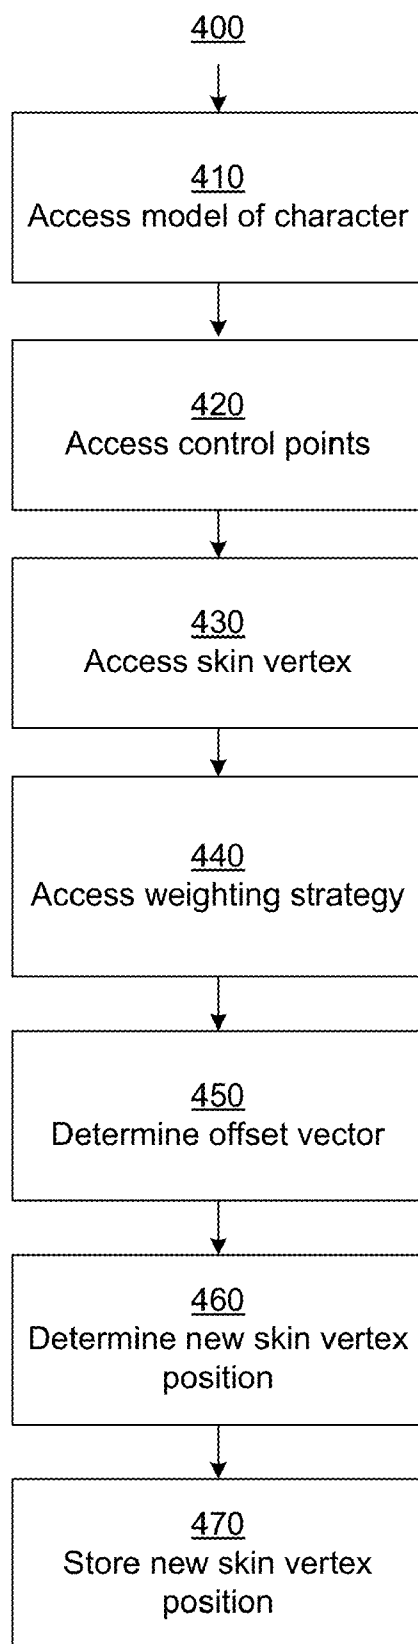 400
410
Access model of character
420
Access control points
430
Access skin vertex
440
Access weighting strategy
450
Determine offset vector
460
Determine new skin vertex
position
470
Store new skin vertex
position